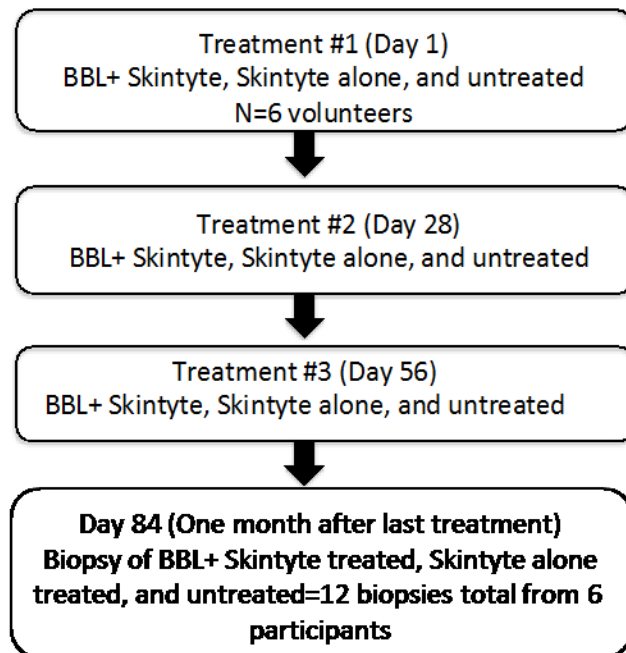 Treatment #1 (Day 1)
BBL+ Skintyte, Skintyte alone, and untreated
N=6 volunteers
Treatment #2 (Day 28)
BBL+ Skintyte, Skintyte alone, and untreated
Treatment #3 (Day 56)
BBL+ Skintyte, Skintyte alone, and untreated
Day 84 (One month after last treatment)
Biopsy of BBL+ Skintyte treated, Skintyte alone
treated, and untreated=12 biopsies total from 6
participants